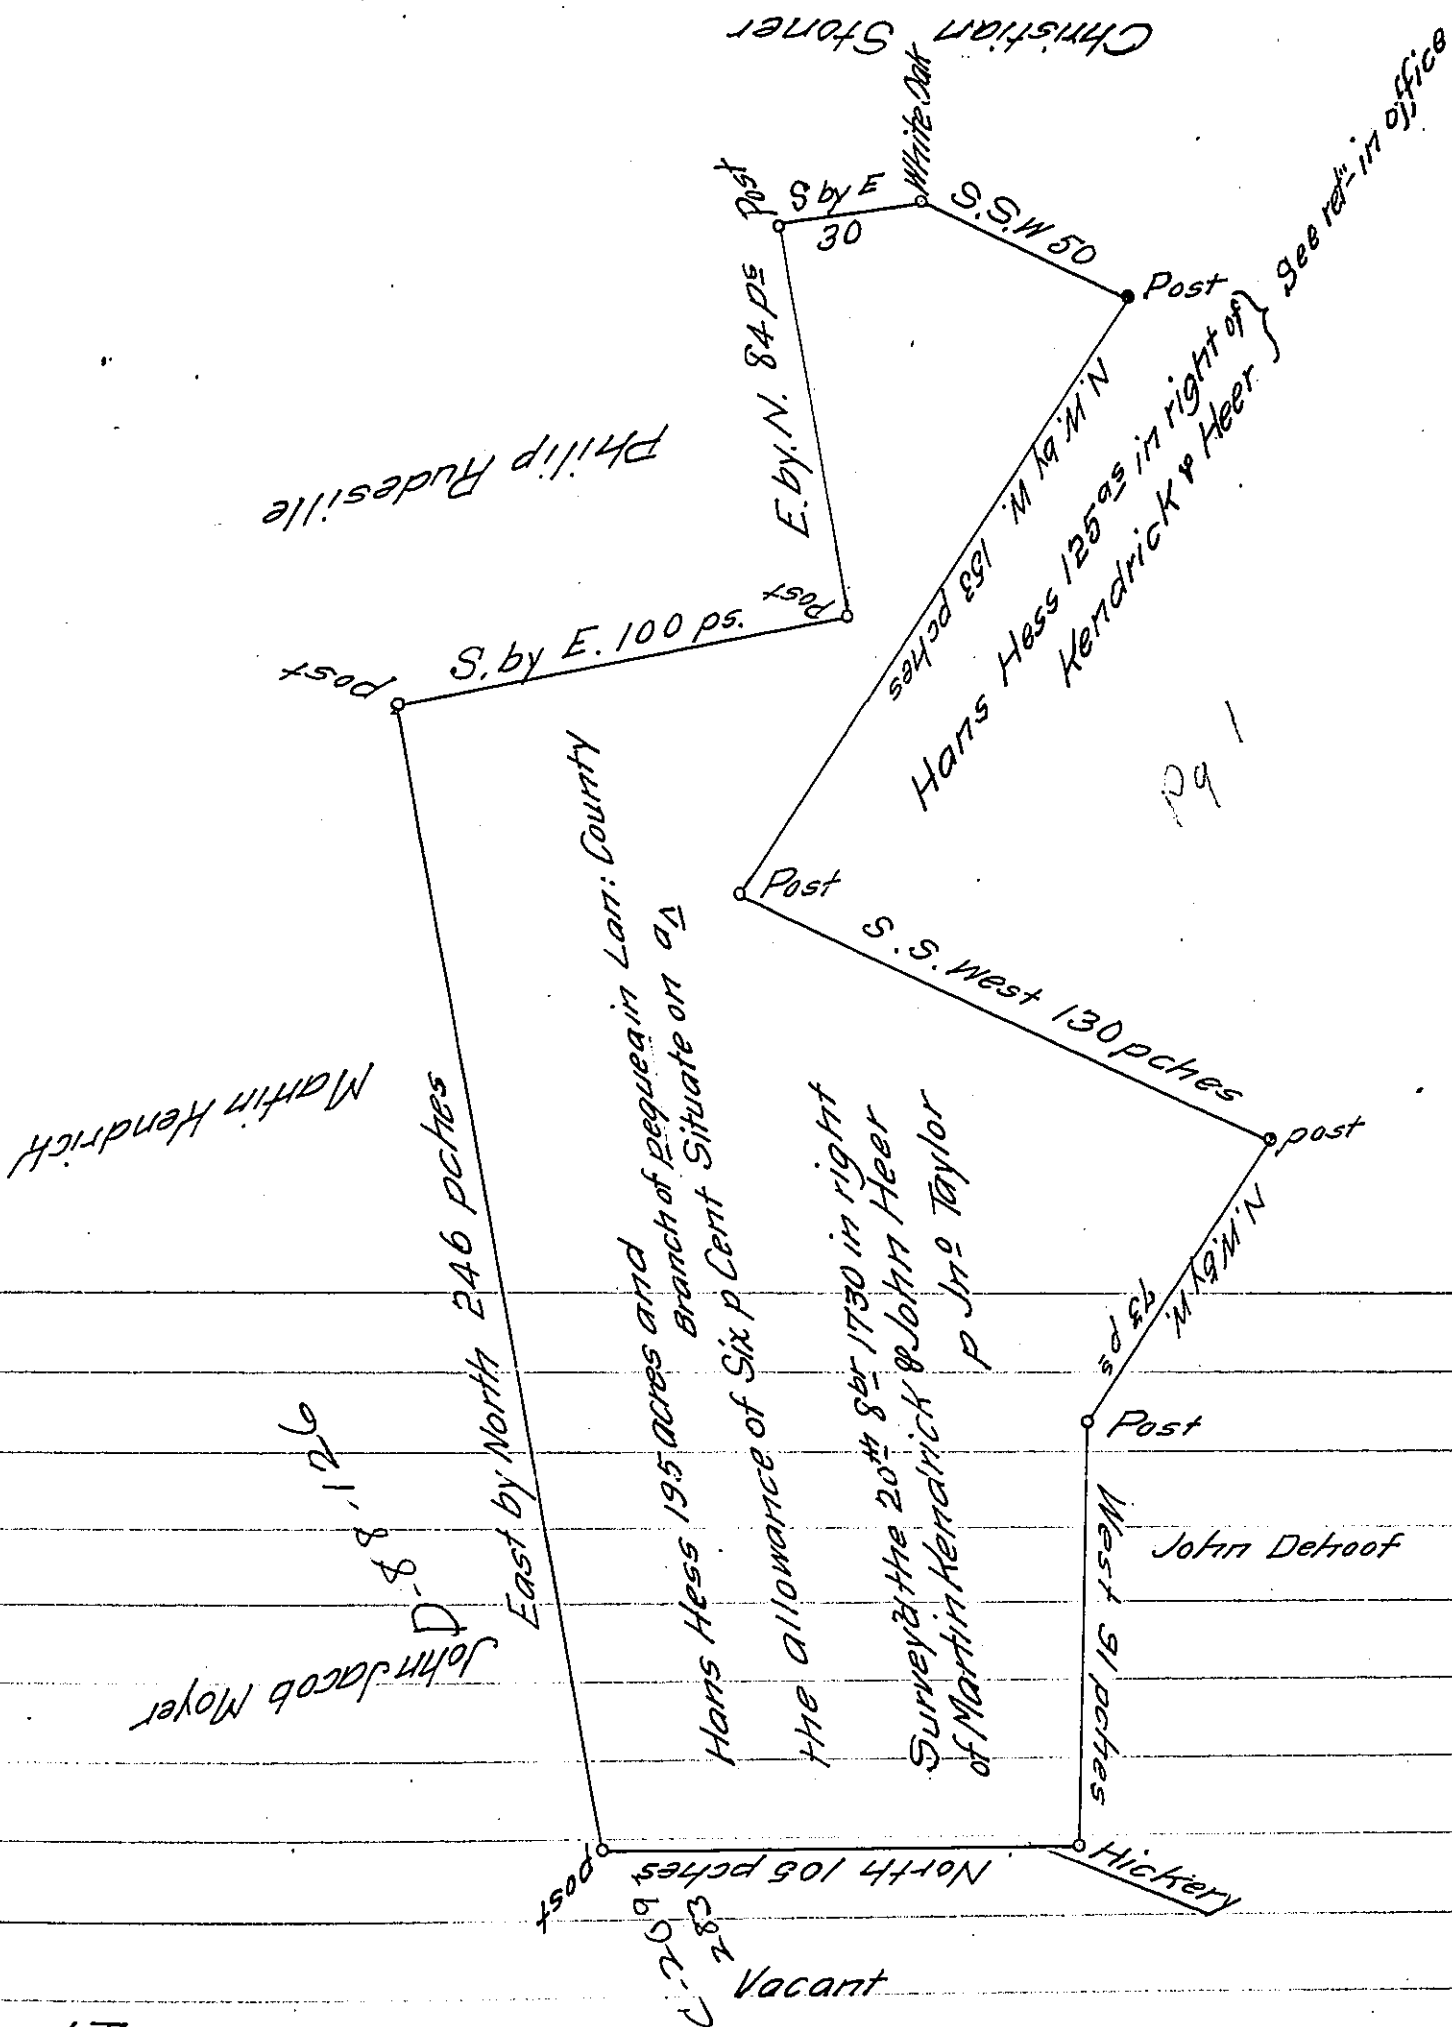 Christian Stoner
White Oak
Post
S by E
30
S.S.W 50
Post
See ret.n in office
E. by. N. 84 ps
N.W. by W. 153 pches
Hans Hess 125 as in right of
Kendrick & Heer
Philip Rudesille
Post
S. by E. 100 ps.
post
Pg 1
Post
S.S. West 130 pches
post
N.W. by W.
73 ps
Post
Martin Kendrick
East by North 246 pches
Hans Hess 195 acres and
the allowance of Six p Cent Situate on a
Branch of pequea in Lan: County
Survey'd the 20th 8br 1730 in right
of Martin Kendrick & John Heer
p Jno Taylor
D-88-126
John Jacob Moyer
West 91 pches
John Dehoof
Hickery
North 105 pches
post
C-209
283
Vacant